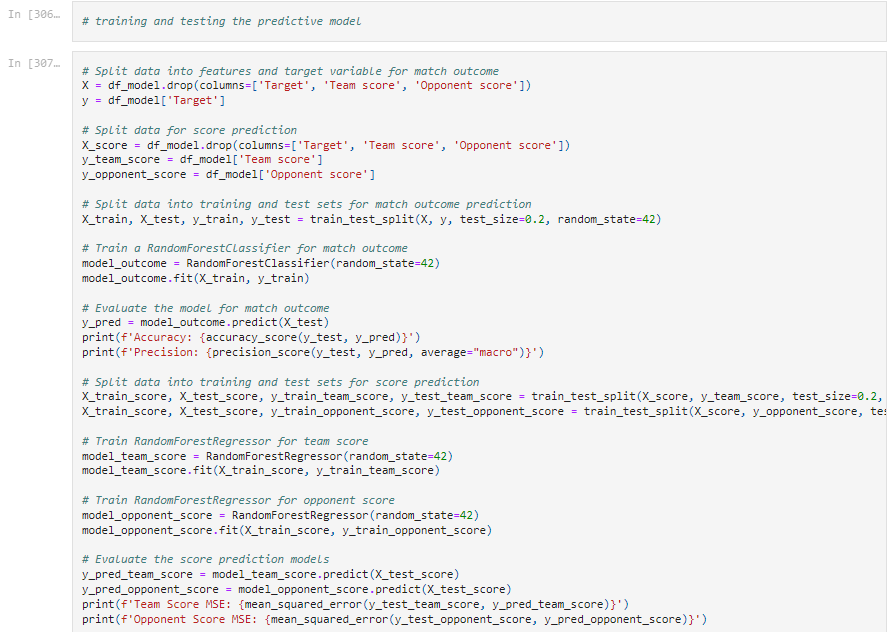 In [306…
# training and testing the predictive model
In [307…
# Split data into features and target variable for match outcome
X = df_model.drop(columns=['Target', 'Team score', 'Opponent score'])
y = df_model['Target']
# Split data for score prediction
X_score = df_model.drop(columns=['Target', 'Team score', 'Opponent score'])
y_team_score = df_model['Team score']
y_opponent_score = df_model['Opponent score']
# Split data into training and test sets for match outcome prediction
X_train, X_test, y_train, y_test = train_test_split(X, y, test_size=0.2, random_state=42)
# Train a RandomForestClassifier for match outcome
model_outcome = RandomForestClassifier(random_state=42)
model_outcome.fit(X_train, y_train)
# Evaluate the model for match outcome
y_pred = model_outcome.predict(X_test)
print(f'Accuracy: {accuracy_score(y_test, y_pred)}')
print(f'Precision: {precision_score(y_test, y_pred, average="macro")}')
# Split data into training and test sets for score prediction
X_train_score, X_test_score, y_train_team_score, y_test_team_score = train_test_split(X_score, y_team_score, test_size=0.2,
X_train_score, X_test_score, y_train_opponent_score, y_test_opponent_score = train_test_split(X_score, y_opponent_score, tes
# Train RandomForestRegressor for team score
model_team_score = RandomForestRegressor(random_state=42)
model_team_score.fit(X_train_score, y_train_team_score)
# Train RandomForestRegressor for opponent score
model_opponent_score = RandomForestRegressor(random_state=42)
model_opponent_score.fit(X_train_score, y_train_opponent_score)
# Evaluate the score prediction models
y_pred_team_score = model_team_score.predict(X_test_score)
y_pred_opponent_score = model_opponent_score.predict(X_test_score)
print(f'Team Score MSE: {mean_squared_error(y_test_team_score, y_pred_team_score)}')
print(f'Opponent Score MSE: {mean_squared_error(y_test_opponent_score, y_pred_opponent_score)}')